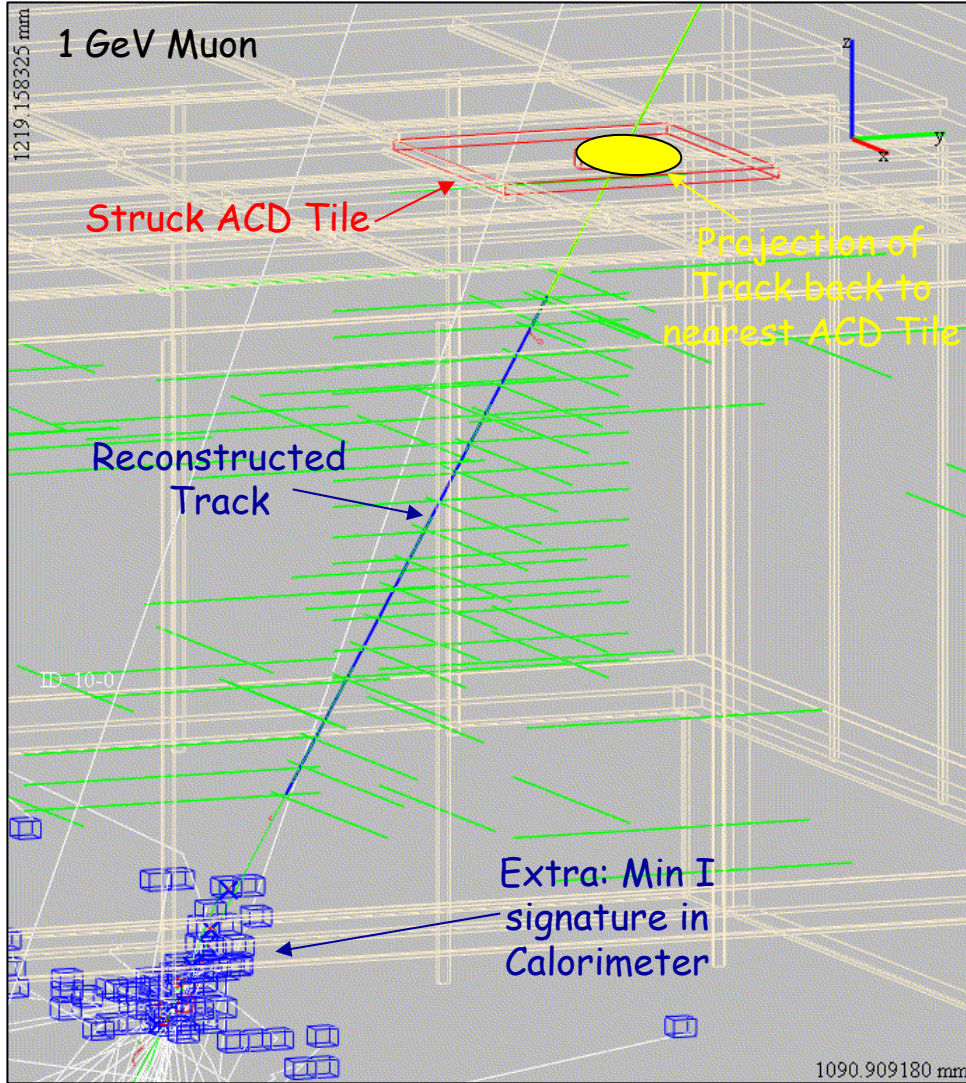 1219.158325 mm
1 GeV Muon
z
y
x
Struck ACD Tile
Projection of
Track back to
nearest ACD Tile
Reconstructed
Track
ID 10-0
Extra: Min I
signature in
Calorimeter
1090.909180 mm